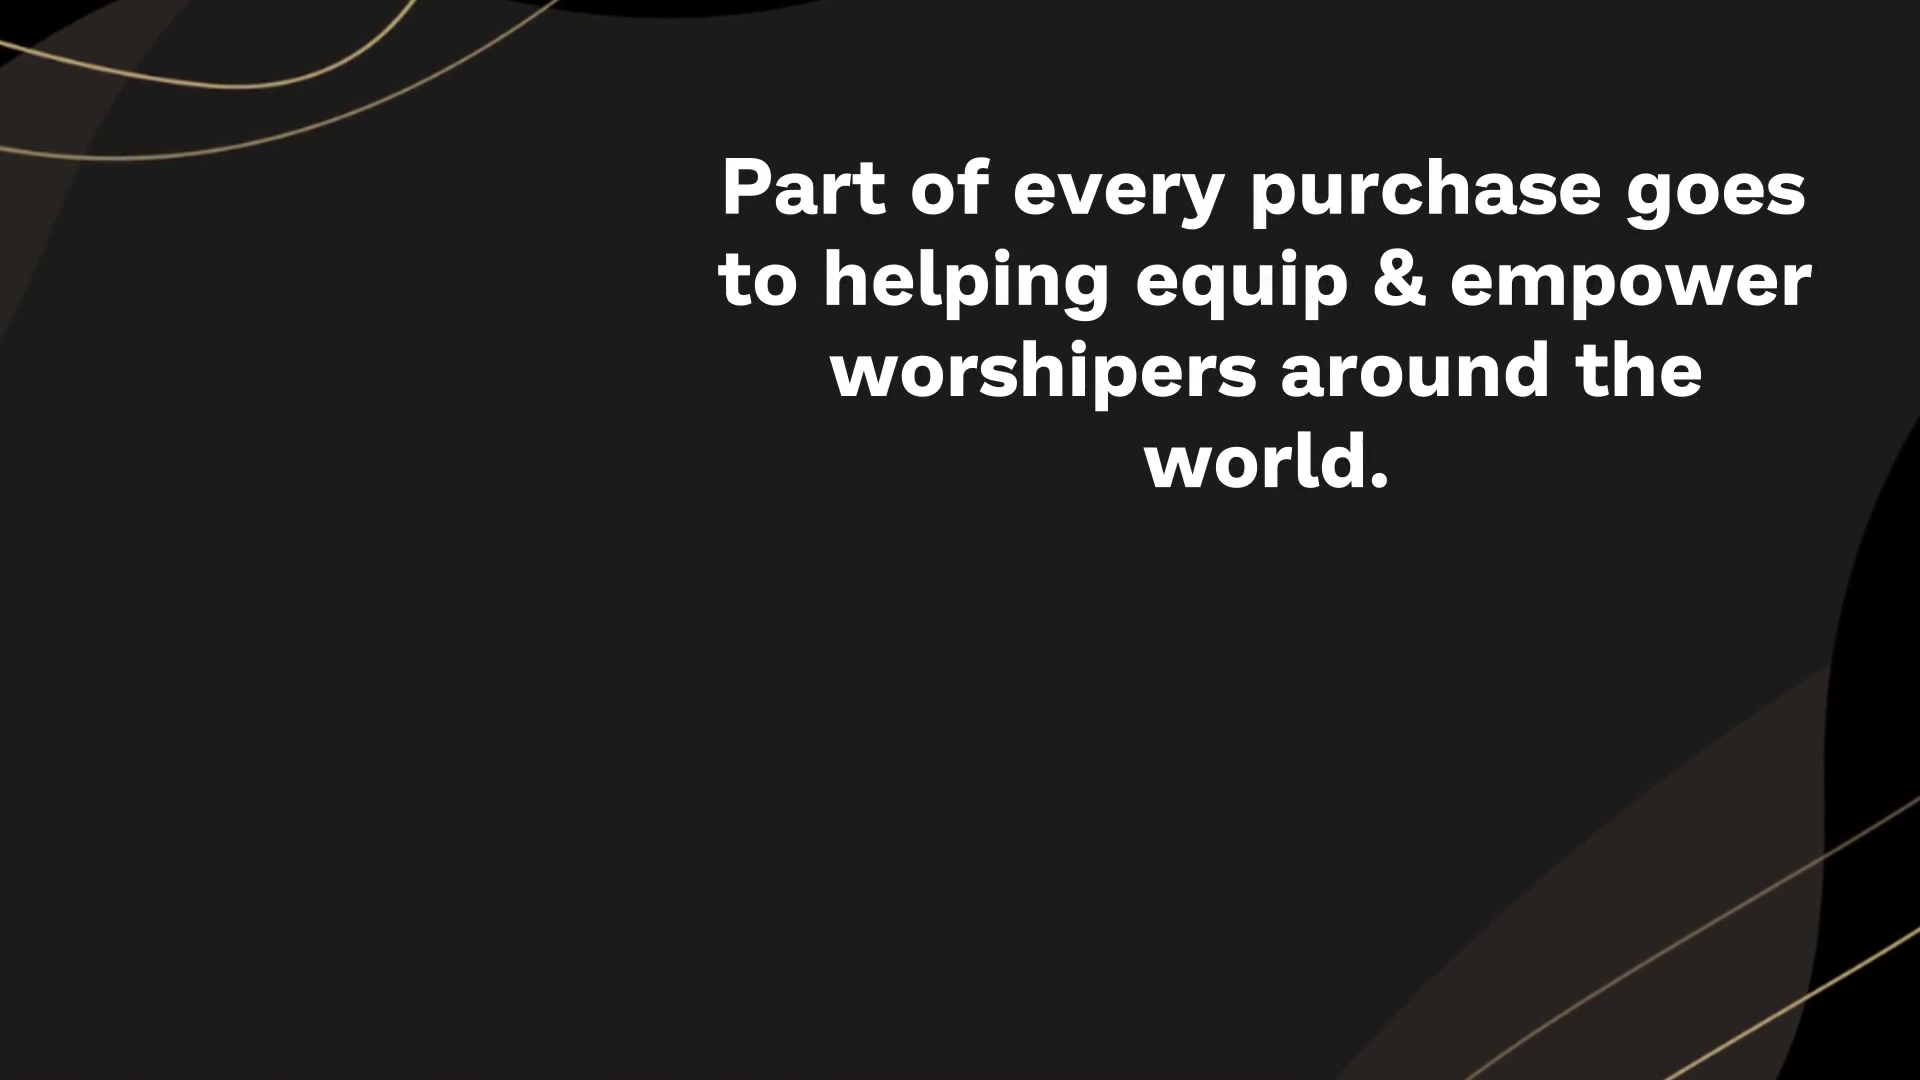 Part of every purchase goes
to helping equip & empower
worshipers around the
world.